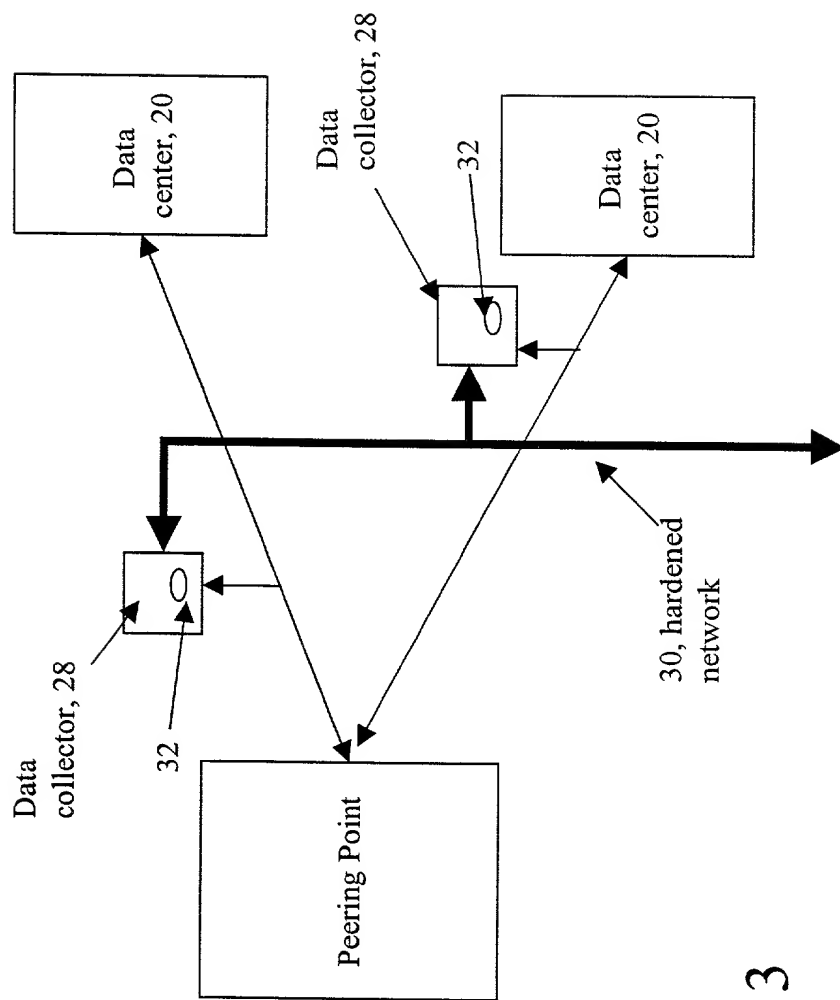 Data
collector, 28
32
Peering Point
30, hardened
network
Data
center, 20
Data
collector, 28
32
Data
center, 20
3